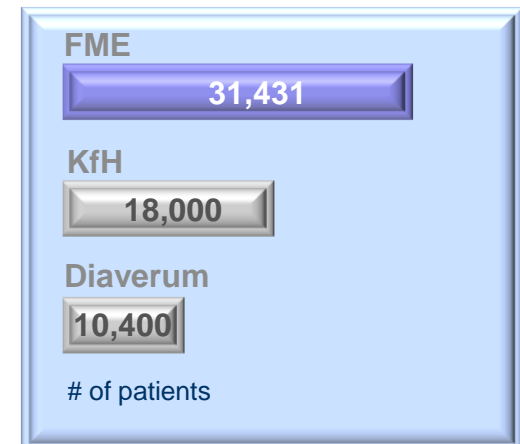 FME
31,431
KfH
18,000
Diaverum
10,400
# of patients